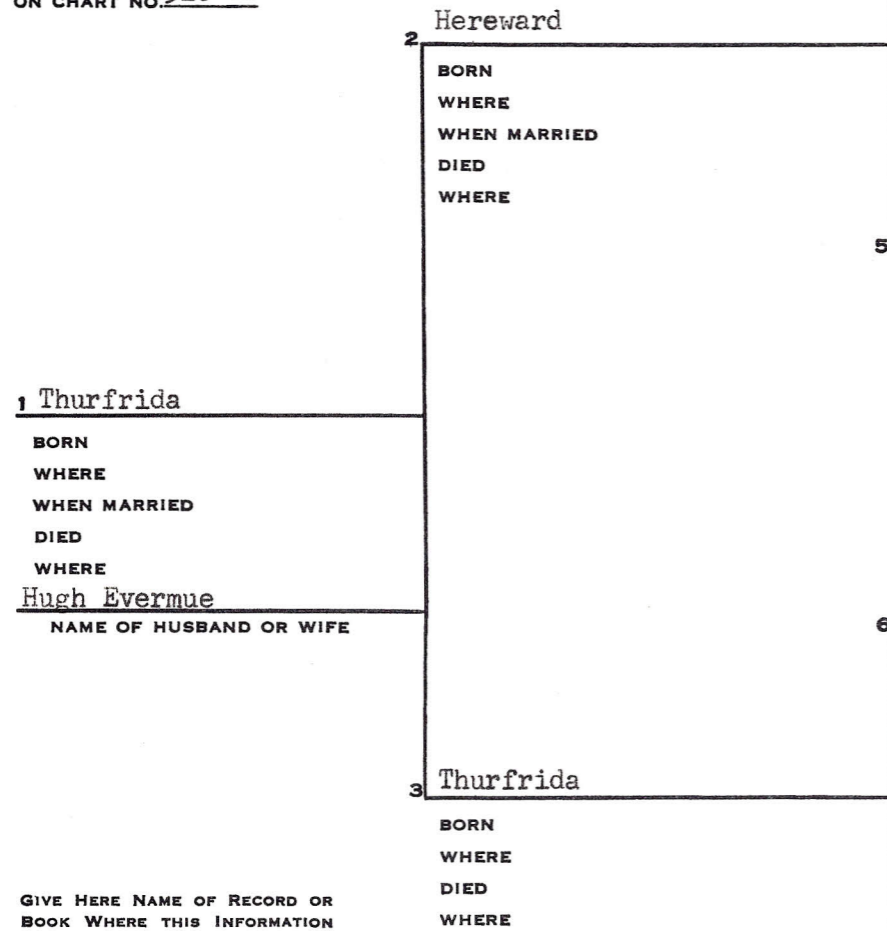 ON CHART NO.
2 Hereward
BORN
WHERE
WHEN MARRIED
DIED
WHERE
5
1 Thurfrida
BORN
WHERE
WHEN MARRIED
DIED
WHERE
Hugh Evermue
NAME OF HUSBAND OR WIFE
6
3 Thurfrida
BORN
WHERE
DIED
WHERE
GIVE HERE NAME OF RECORD OR
BOOK WHERE THIS INFORMATION